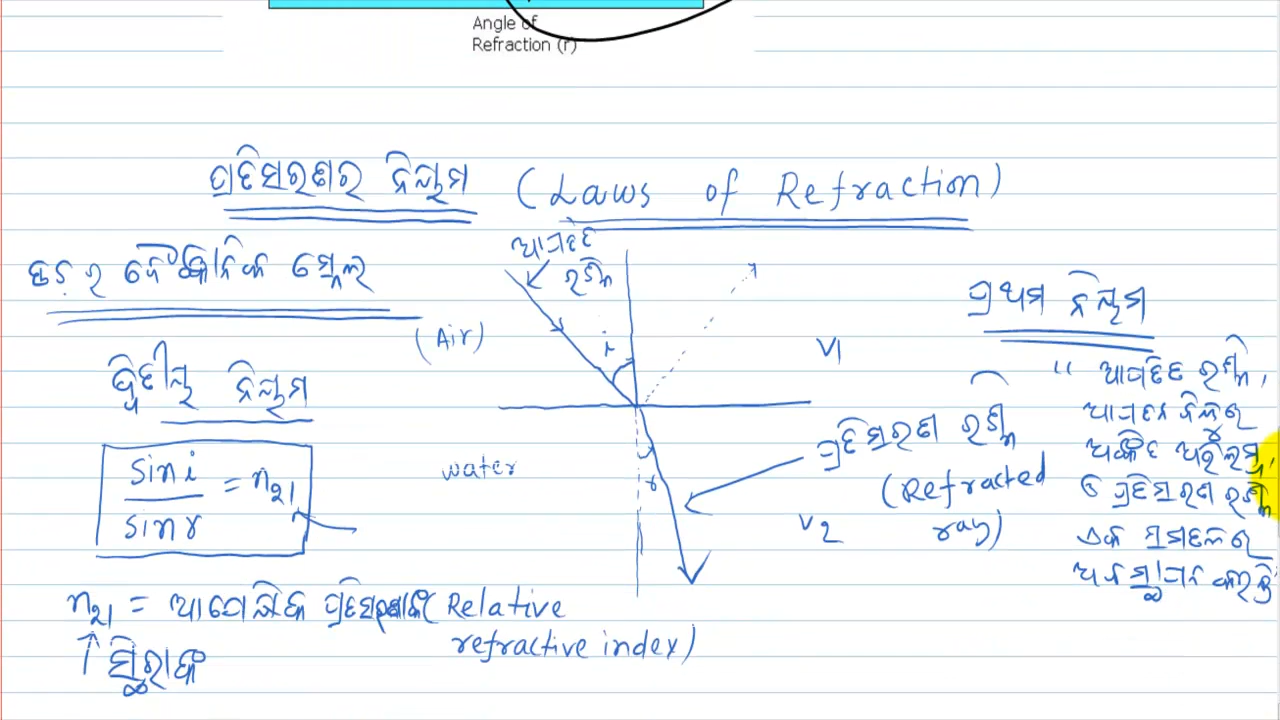 Angle of
Refraction (r)
ପ୍ରତିସରଣର ନିୟମ (Laws of Refraction)
ଆପତିତ
ରଶ୍ମି
ଡଚ୍ ର ବୈଜ୍ଞାନିକ ସ୍ନେଲ
(Air)
i
V1
ଦ୍ୱିତୀୟ ନିୟମ
sin i / sin r = n21
water
r
V2
ପ୍ରତିସରଣ ରଶ୍ମି
(Refracted
ray)
ପ୍ରଥମ ନିୟମ
" ଆପତିତ ରଶ୍ମି,
ଆପତନ ବିନ୍ଦୁରେ
ଅଙ୍କିତ ଅଭିଲମ୍ବ,
ଓ ପ୍ରତିସରଣ ରଶ୍ମି
ଏକ ସମତଳରେ
ଅବସ୍ଥାନ କରନ୍ତି
n21 = ଆପେକ୍ଷିକ (Relative
refractive index)
↑ ସ୍ଥିରାଙ୍କ